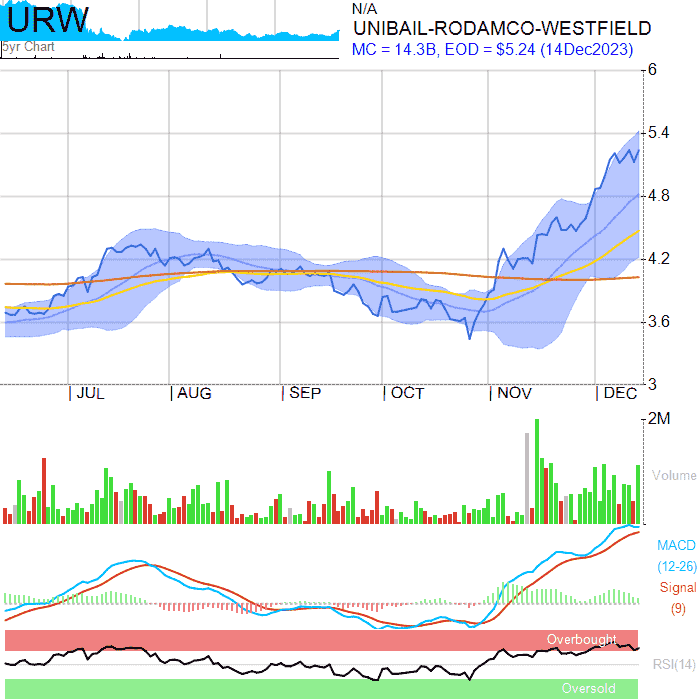 URW
5yr Chart
N/A
UNIBAIL-RODAMCO-WESTFIELD
MC = 14.3B, EOD = $5.24 (14Dec2023)
6
5.4
4.8
4.2
3.6
3
JUL
AUG
SEP
OCT
NOV
DEC
2M
Volume
MACD
(12-26)
Signal
(9)
Overbought
RSI(14)
Oversold